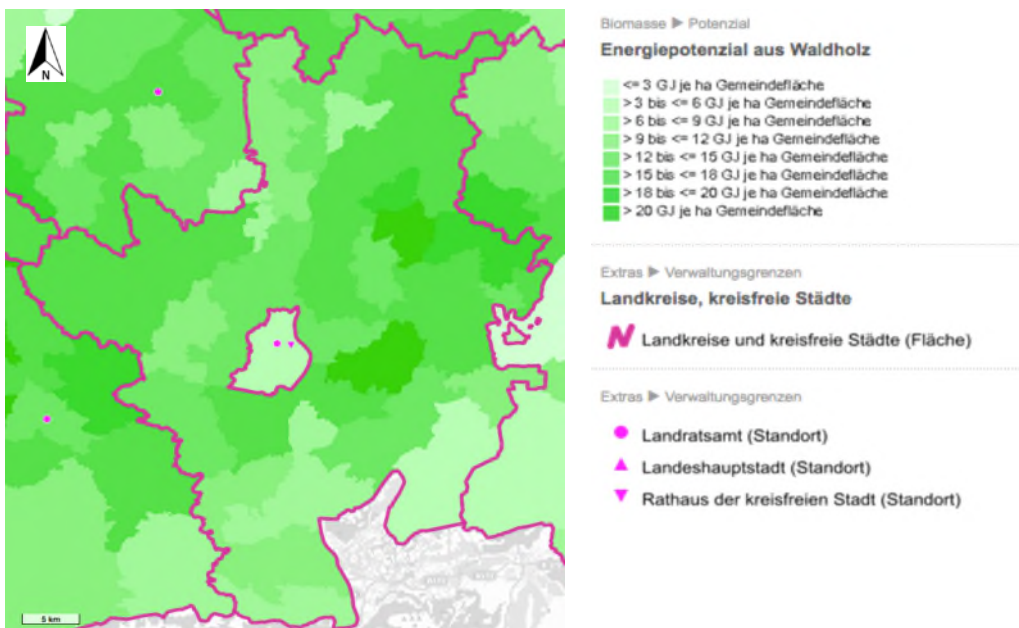 N
5 km
Biomasse ▶ Potenzial
Energiepotenzial aus Waldholz
<= 3 GJ je ha Gemeindefläche
> 3 bis <= 6 GJ je ha Gemeindefläche
> 6 bis <= 9 GJ je ha Gemeindefläche
> 9 bis <= 12 GJ je ha Gemeindefläche
> 12 bis <= 15 GJ je ha Gemeindefläche
> 15 bis <= 18 GJ je ha Gemeindefläche
> 18 bis <= 20 GJ je ha Gemeindefläche
> 20 GJ je ha Gemeindefläche
Extras ▶ Verwaltungsgrenzen
Landkreise, kreisfreie Städte
Landkreise und kreisfreie Städte (Fläche)
Extras ▶ Verwaltungsgrenzen
Landratsamt (Standort)
Landeshauptstadt (Standort)
Rathaus der kreisfreien Stadt (Standort)